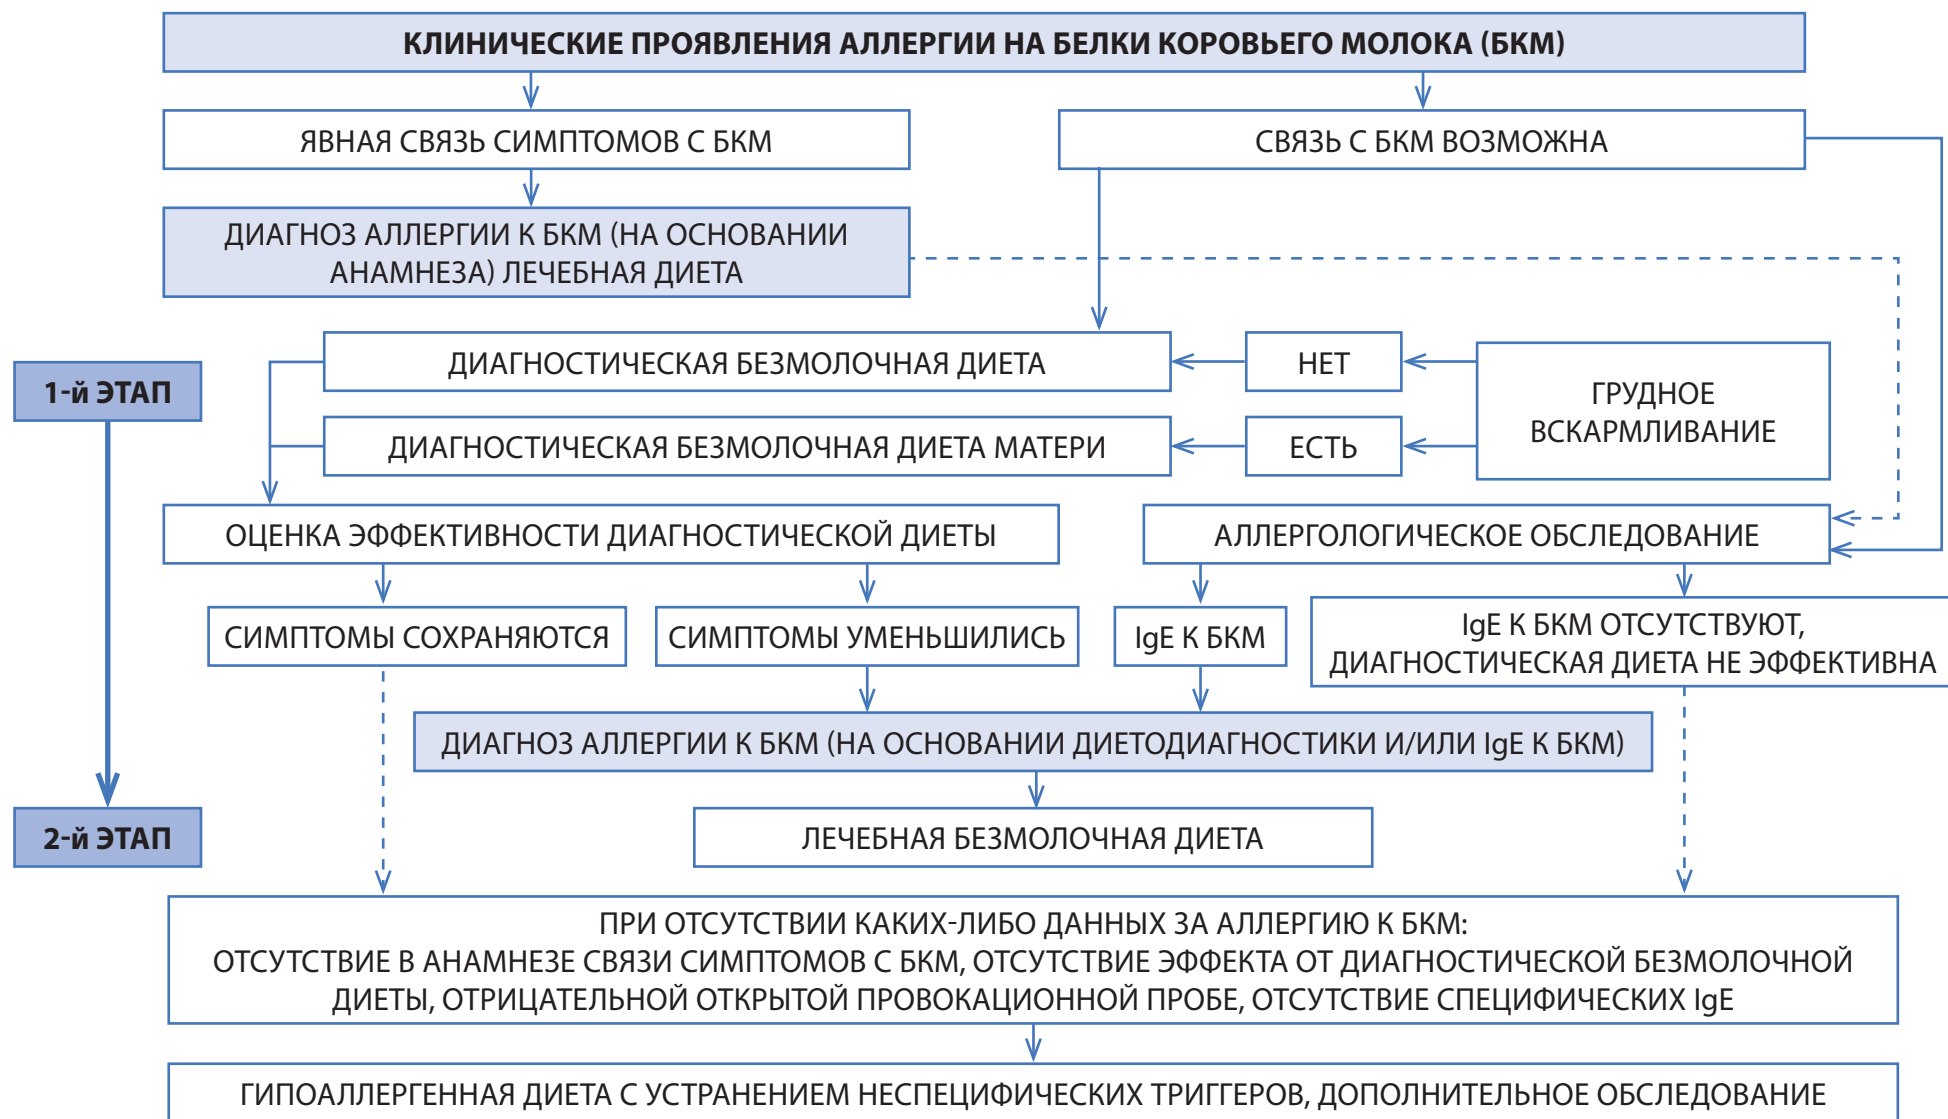 КЛИНИЧЕСКИЕ ПРОЯВЛЕНИЯ АЛЛЕРГИИ НА БЕЛКИ КОРОВЬЕГО МОЛОКА (БКМ)
ЯВНАЯ СВЯЗЬ СИМПТОМОВ С БКМ
СВЯЗЬ С БКМ ВОЗМОЖНА
ДИАГНОЗ АЛЛЕРГИИ К БКМ (НА ОСНОВАНИИ
АНАМНЕЗА) ЛЕЧЕБНАЯ ДИЕТА
1-й ЭТАП
ДИАГНОСТИЧЕСКАЯ БЕЗМОЛОЧНАЯ ДИЕТА
НЕТ
ГРУДНОЕ
ВСКАРМЛИВАНИЕ
ДИАГНОСТИЧЕСКАЯ БЕЗМОЛОЧНАЯ ДИЕТА МАТЕРИ
ЕСТЬ
ОЦЕНКА ЭФФЕКТИВНОСТИ ДИАГНОСТИЧЕСКОЙ ДИЕТЫ
АЛЛЕРГОЛОГИЧЕСКОЕ ОБСЛЕДОВАНИЕ
СИМПТОМЫ СОХРАНЯЮТСЯ
СИМПТОМЫ УМЕНЬШИЛИСЬ
IgE К БКМ
IgE К БКМ ОТСУТСТВУЮТ,
ДИАГНОСТИЧЕСКАЯ ДИЕТА НЕ ЭФФЕКТИВНА
ДИАГНОЗ АЛЛЕРГИИ К БКМ (НА ОСНОВАНИИ ДИЕТОДИАГНОСТИКИ И/ИЛИ IgE К БКМ)
2-й ЭТАП
ЛЕЧЕБНАЯ БЕЗМОЛОЧНАЯ ДИЕТА
ПРИ ОТСУТСТВИИ КАКИХ-ЛИБО ДАННЫХ ЗА АЛЛЕРГИЮ К БКМ:
ОТСУТСТВИЕ В АНАМНЕЗЕ СВЯЗИ СИМПТОМОВ С БКМ, ОТСУТСТВИЕ ЭФФЕКТА ОТ ДИАГНОСТИЧЕСКОЙ БЕЗМОЛОЧНОЙ
ДИЕТЫ, ОТРИЦАТЕЛЬНОЙ ОТКРЫТОЙ ПРОВОКАЦИОННОЙ ПРОБЕ, ОТСУТСТВИЕ СПЕЦИФИЧЕСКИХ IgE
ГИПОАЛЛЕРГЕННАЯ ДИЕТА С УСТРАНЕНИЕМ НЕСПЕЦИФИЧЕСКИХ ТРИГГЕРОВ, ДОПОЛНИТЕЛЬНОЕ ОБСЛЕДОВАНИЕ